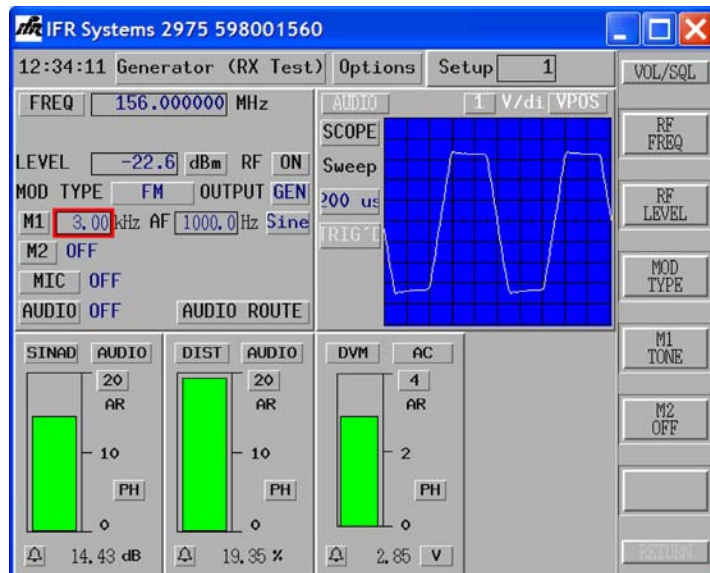 IFR Systems 2975 598001560
12:34:11 Generator (RX Test) Options Setup 1
VOL/SQL
FREQ 156.000000 MHz
LEVEL -22.6 dBm RF ON
MOD TYPE FM OUTPUT GEN
M1 3.00 kHz AF 1000.0 Hz Sine
M2 OFF
MIC OFF
AUDIO OFF AUDIO ROUTE
AUDIO 1 V/di VPOS
SCOPE
Sweep
200 us
TRIG'D
RF
FREQ
RF
LEVEL
MOD
TYPE
M1
TONE
M2
OFF
RETURN
SINAD AUDIO
20
AR
10
PH
0
14.43 dB
DIST AUDIO
20
AR
10
PH
0
19.35 %
DVM AC
4
AR
2
PH
0
2.85 V